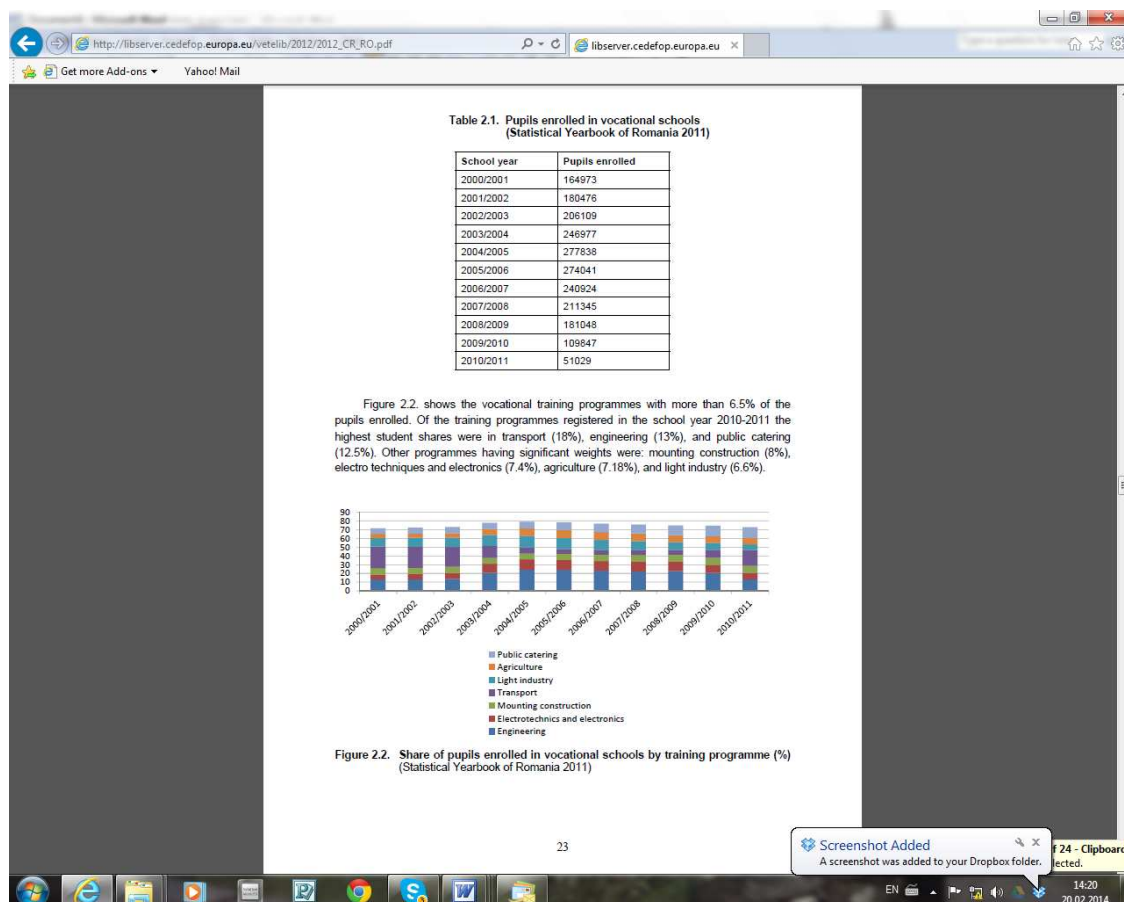 http://libserver.cedefop.europa.eu/vetelib/2012/2012_CR_RO.pdf
libserver.cedefop.europa.eu
Get more Add-ons
Yahoo! Mail
Table 2.1. Pupils enrolled in vocational schools
(Statistical Yearbook of Romania 2011)
School year Pupils enrolled
2000/2001 164973
2001/2002 180476
2002/2003 206109
2003/2004 246977
2004/2005 277838
2005/2006 274041
2006/2007 240924
2007/2008 211345
2008/2009 181048
2009/2010 109847
2010/2011 51029
Figure 2.2. shows the vocational training programmes with more than 6.5% of the
pupils enrolled. Of the training programmes registered in the school year 2010-2011 the
highest student shares were in transport (18%), engineering (13%), and public catering
(12.5%). Other programmes having significant weights were: mounting construction (8%),
electro techniques and electronics (7.4%), agriculture (7.18%), and light industry (6.6%).
90
80
70
60
50
40
30
20
10
0
2000/2001 2001/2002 2002/2003 2003/2004 2004/2005 2005/2006 2006/2007 2007/2008 2008/2009 2009/2010 2010/2011
Public catering
Agriculture
Light industry
Transport
Mounting construction
Electrotechnics and electronics
Engineering
Figure 2.2. Share of pupils enrolled in vocational schools by training programme (%)
(Statistical Yearbook of Romania 2011)
23
Screenshot Added
A screenshot was added to your Dropbox folder.
f 24 - Clipboard
lected.
EN
14:20
20.02.2014